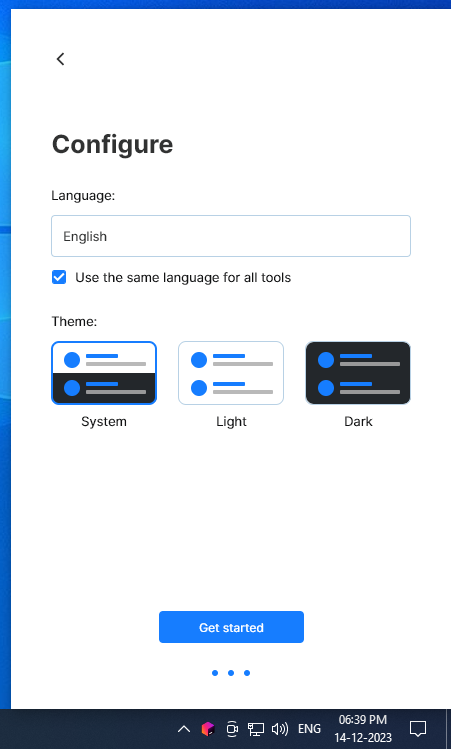 Configure
Language:
English
Use the same language for all tools
Theme:
System Light Dark
Get started
ENG
06:39 PM
14-12-2023